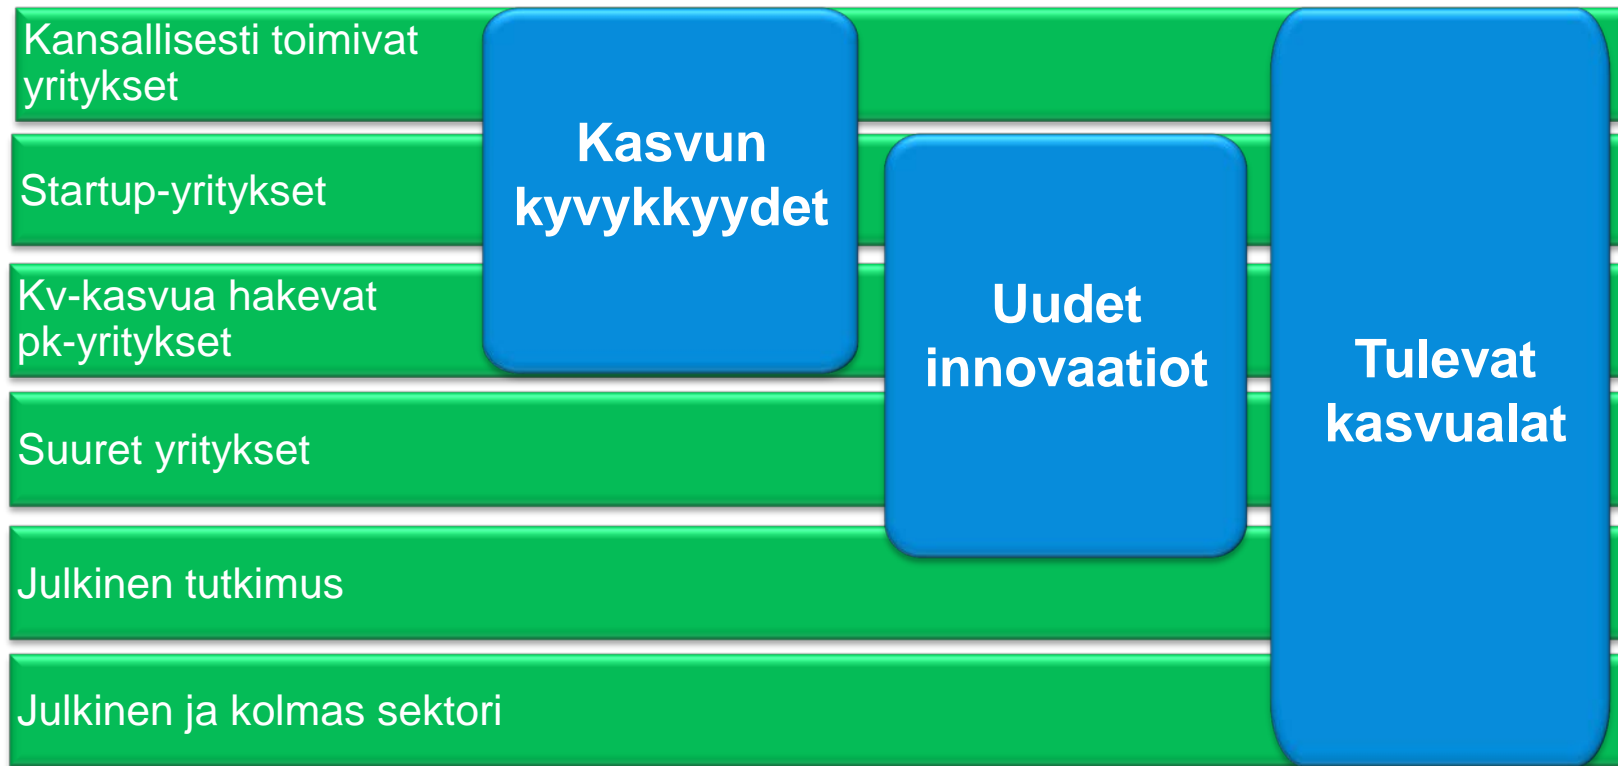 Kansallisesti toimivat
yritykset
Startup-yritykset
Kv-kasvua hakevat
pk-yritykset
Suuret yritykset
Julkinen tutkimus
Julkinen ja kolmas sektori
Kasvun
kyvykkyydet
Uudet
innovaatiot
Tulevat
kasvualat